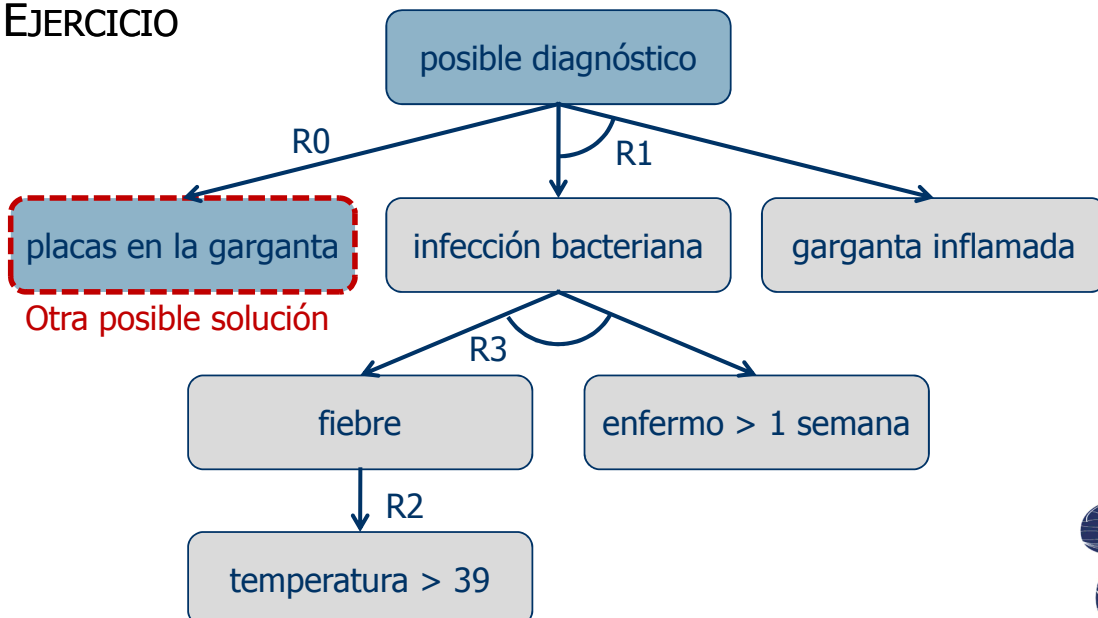 EJERCICIO
posible diagnóstico
R0
R1
placas en la garganta
infección bacteriana
garganta inflamada
Otra posible solución
R3
fiebre
enfermo > 1 semana
R2
temperatura > 39